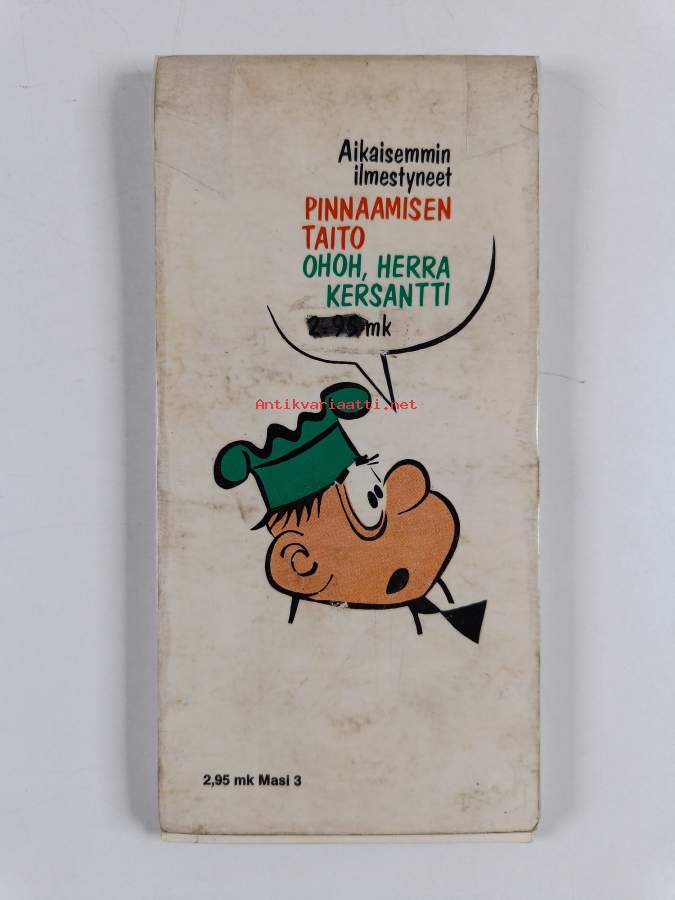 Aikaisemmin
ilmestyneet
PINNAAMISEN
TAITO
OHOH, HERRA
KERSANTTI
2.95 mk
Antikvariaatti.net
2,95 mk Masi 3